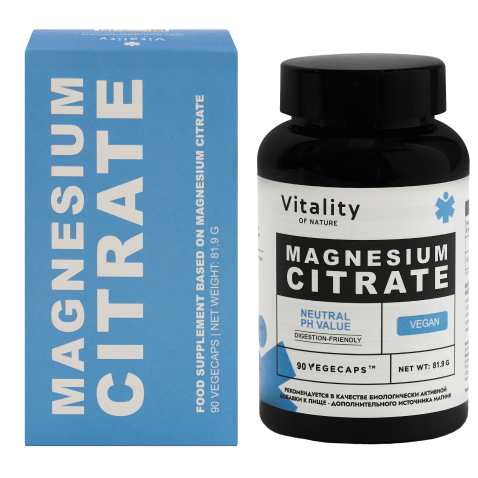 Vitality
MAGNESIUM
CITRATE
FOOD SUPPLEMENT BASED ON MAGNESIUM CITRATE
90 VEGECAPS | NET WEIGHT: 81.9 G
Vitality
OF NATURE
MAGNESIUM
CITRATE
NEUTRAL
PH VALUE
DIGESTION-FRIENDLY
VEGAN
90 VEGECAPS™
NET WT: 81.9 G
РЕКОМЕНДУЕТСЯ В КАЧЕСТВЕ БИОЛОГИЧЕСКИ АКТИВНОЙ
ДОБАВКИ К ПИЩЕ - ДОПОЛНИТЕЛЬНОГО ИСТОЧНИКА МАГНИЯ